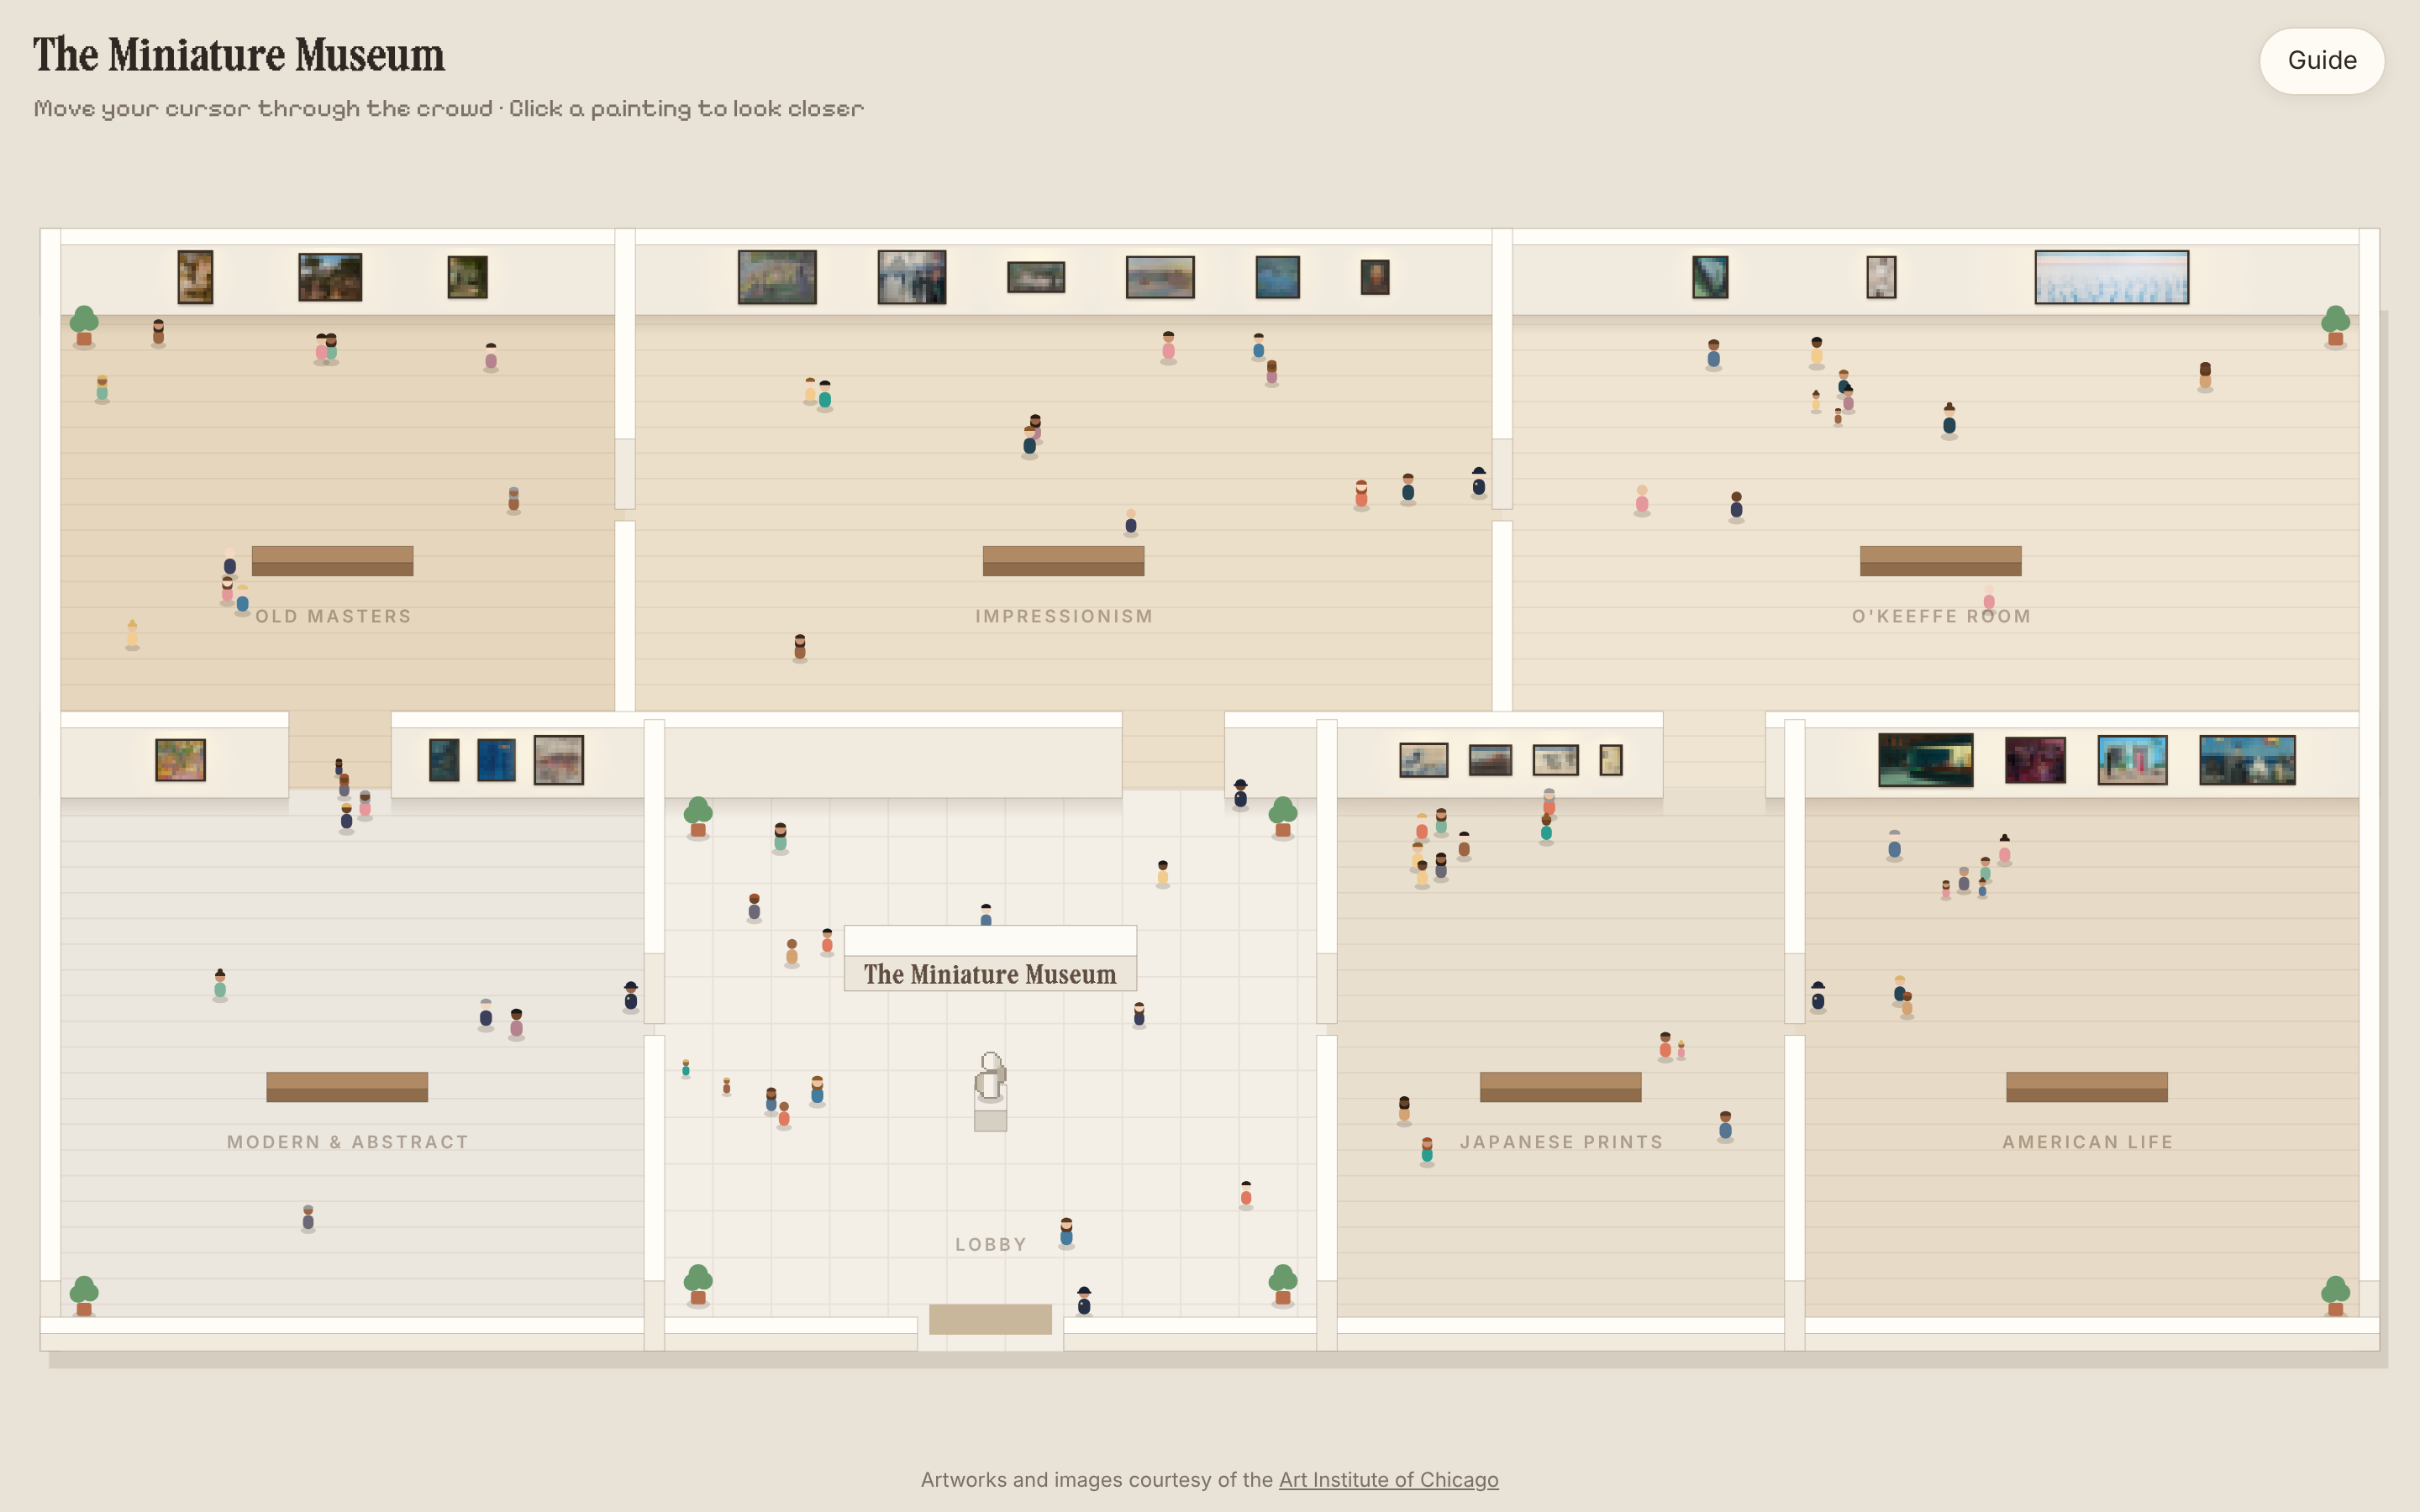 The Miniature Museum
Guide
Move your cursor through the crowd · Click a painting to look closer
OLD MASTERS
IMPRESSIONISM
O'KEEFFE ROOM
The Miniature Museum
MODERN & ABSTRACT
JAPANESE PRINTS
AMERICAN LIFE
LOBBY
Artworks and images courtesy of the Art Institute of Chicago